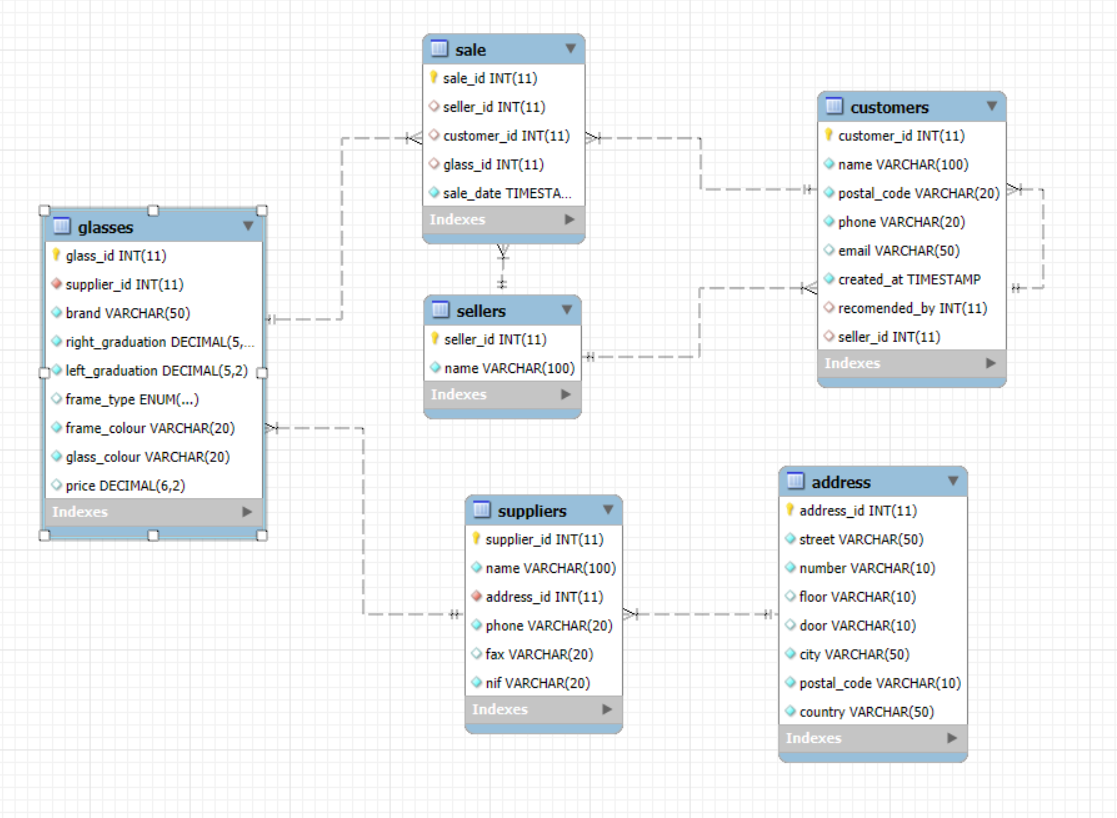 sale
sale_id INT(11)
seller_id INT(11)
customer_id INT(11)
glass_id INT(11)
sale_date TIMESTA...
Indexes
customers
customer_id INT(11)
name VARCHAR(100)
postal_code VARCHAR(20)
phone VARCHAR(20)
email VARCHAR(50)
created_at TIMESTAMP
recomended_by INT(11)
seller_id INT(11)
Indexes
glasses
glass_id INT(11)
supplier_id INT(11)
brand VARCHAR(50)
right_graduation DECIMAL(5,...
left_graduation DECIMAL(5,2)
frame_type ENUM(...)
frame_colour VARCHAR(20)
glass_colour VARCHAR(20)
price DECIMAL(6,2)
Indexes
sellers
seller_id INT(11)
name VARCHAR(100)
Indexes
suppliers
supplier_id INT(11)
name VARCHAR(100)
address_id INT(11)
phone VARCHAR(20)
fax VARCHAR(20)
nif VARCHAR(20)
Indexes
address
address_id INT(11)
street VARCHAR(50)
number VARCHAR(10)
floor VARCHAR(10)
door VARCHAR(10)
city VARCHAR(50)
postal_code VARCHAR(10)
country VARCHAR(50)
Indexes